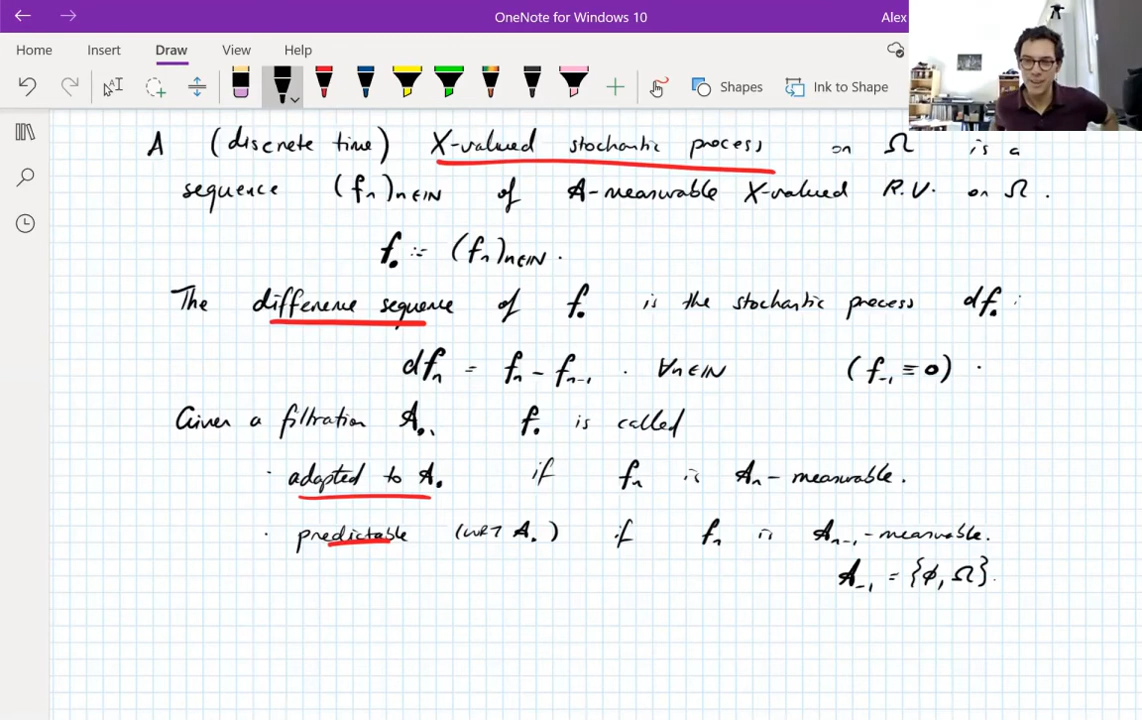 OneNote for Windows 10
Alex
Home Insert Draw View Help
Shapes Ink to Shape
A (discrete time) X-valued stochastic process on Ω is a
sequence (fₙ)n∈ℕ of A-measurable X-valued R.V. on Ω.
f• := (fₙ)n∈ℕ.
The difference sequence of f• is the stochastic process df• :
dfₙ = fₙ - fₙ₋₁. ∀n∈ℕ (f₋₁ ≡ 0).
Given a filtration A•, f• is called
· adapted to A• if fₙ is Aₙ-measurable.
· predictable (WRT A•) if fₙ is Aₙ₋₁-measurable.
A₋₁ = {φ, Ω}.